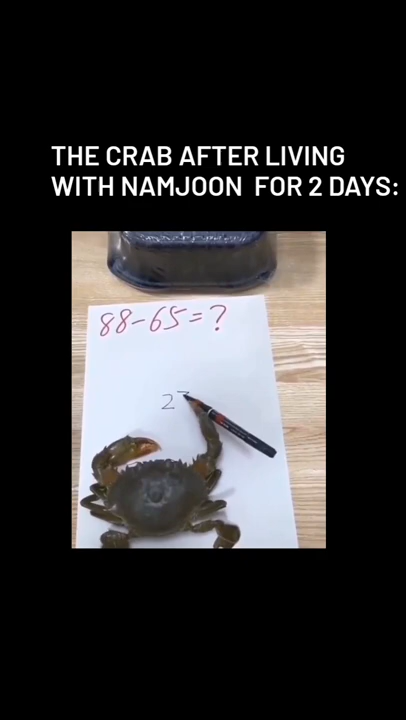 THE CRAB AFTER LIVING
WITH NAMJOON FOR 2 DAYS:
88-65=?
2